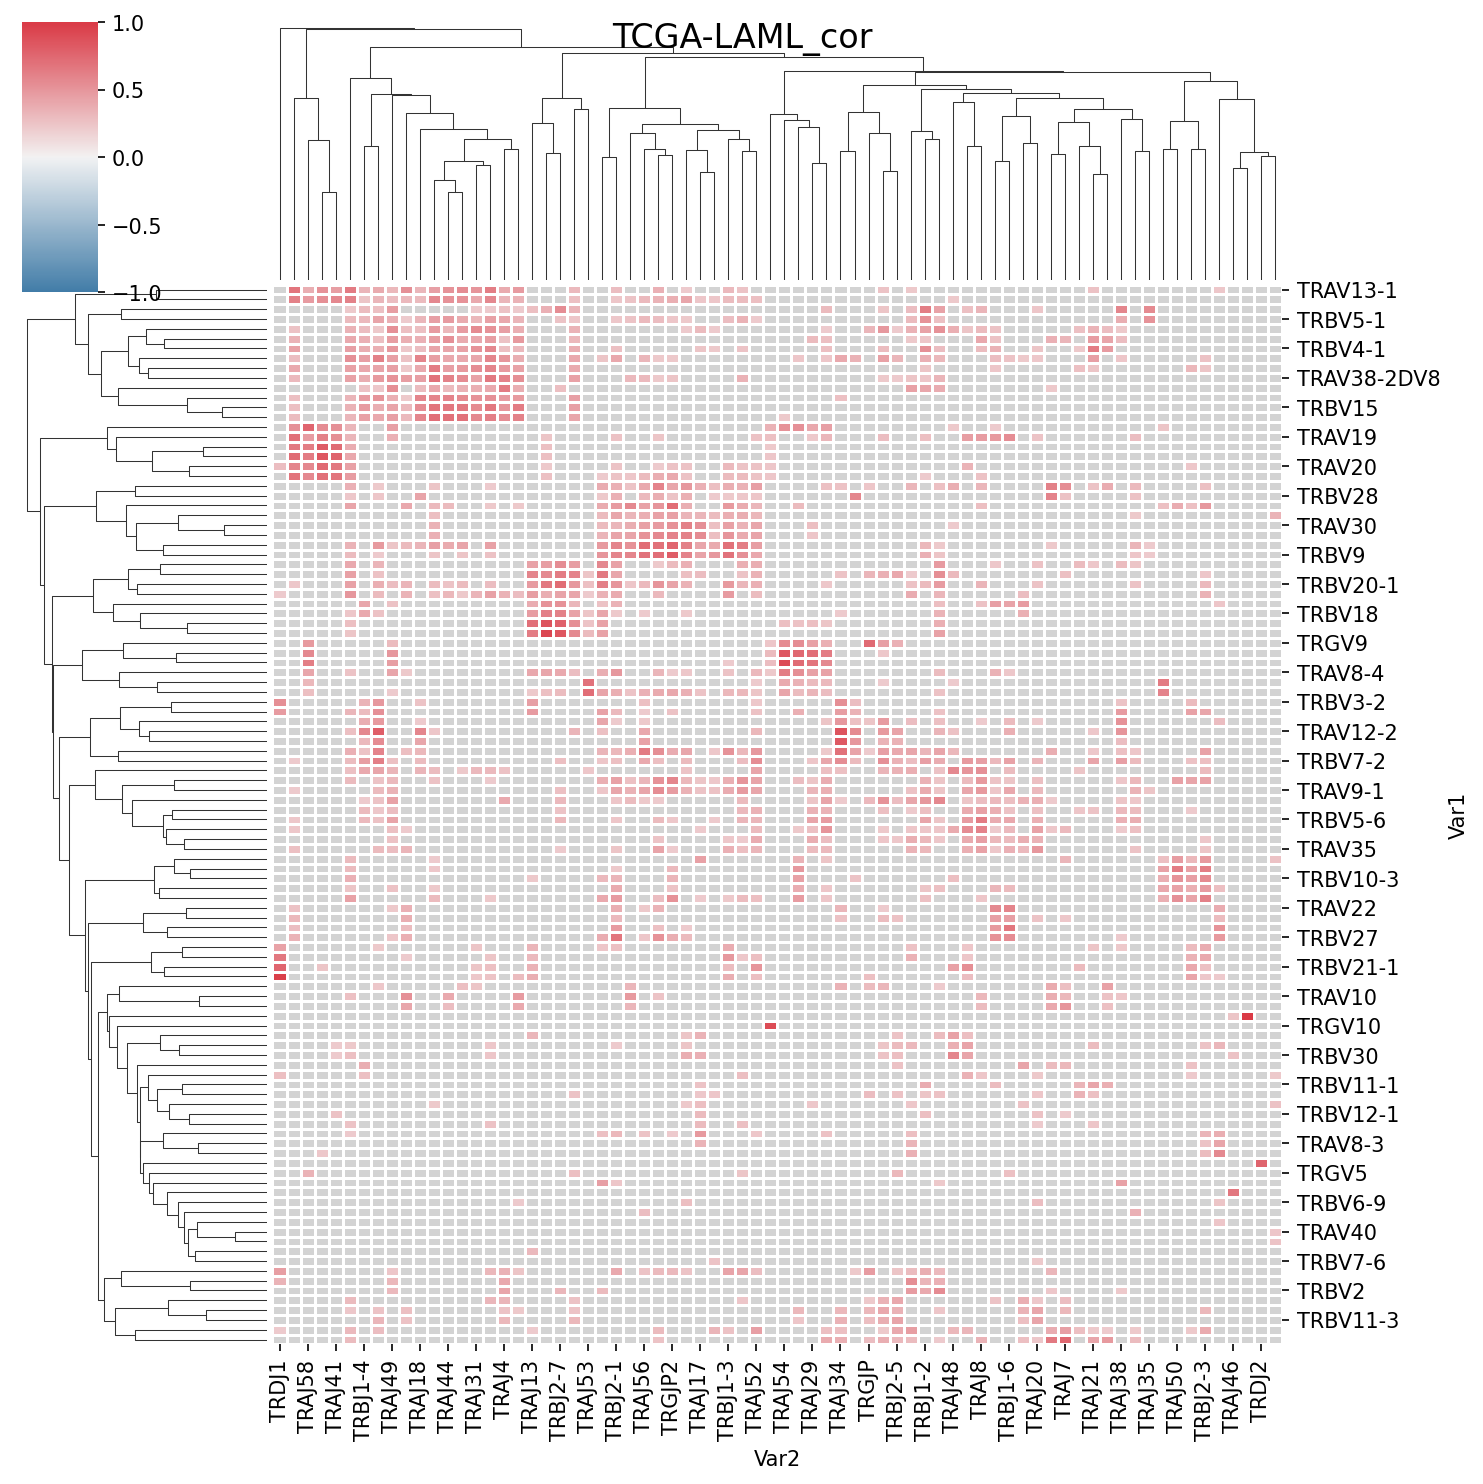 TCGA-LAML_cor
1.0
0.5
0.0
−0.5
−1.0
TRAV13-1
TRBV5-1
TRBV4-1
TRAV38-2DV8
TRBV15
TRAV19
TRAV20
TRBV28
TRAV30
TRBV9
TRBV20-1
TRBV18
TRGV9
TRAV8-4
TRBV3-2
TRAV12-2
TRBV7-2
TRAV9-1
TRBV5-6
TRAV35
TRBV10-3
TRAV22
TRBV27
TRBV21-1
TRAV10
TRGV10
TRBV30
TRBV11-1
TRBV12-1
TRAV8-3
TRGV5
TRBV6-9
TRAV40
TRBV7-6
TRBV2
TRBV11-3
Var1
TRDJ1
TRAJ58
TRAJ41
TRBJ1-4
TRAJ49
TRAJ18
TRAJ44
TRAJ31
TRAJ4
TRAJ13
TRBJ2-7
TRAJ53
TRBJ2-1
TRAJ56
TRGJP2
TRAJ17
TRBJ1-3
TRAJ52
TRAJ54
TRAJ29
TRAJ34
TRGJP
TRBJ2-5
TRBJ1-2
TRAJ48
TRAJ8
TRBJ1-6
TRAJ20
TRAJ7
TRAJ21
TRAJ38
TRAJ35
TRAJ50
TRBJ2-3
TRAJ46
TRDJ2
Var2